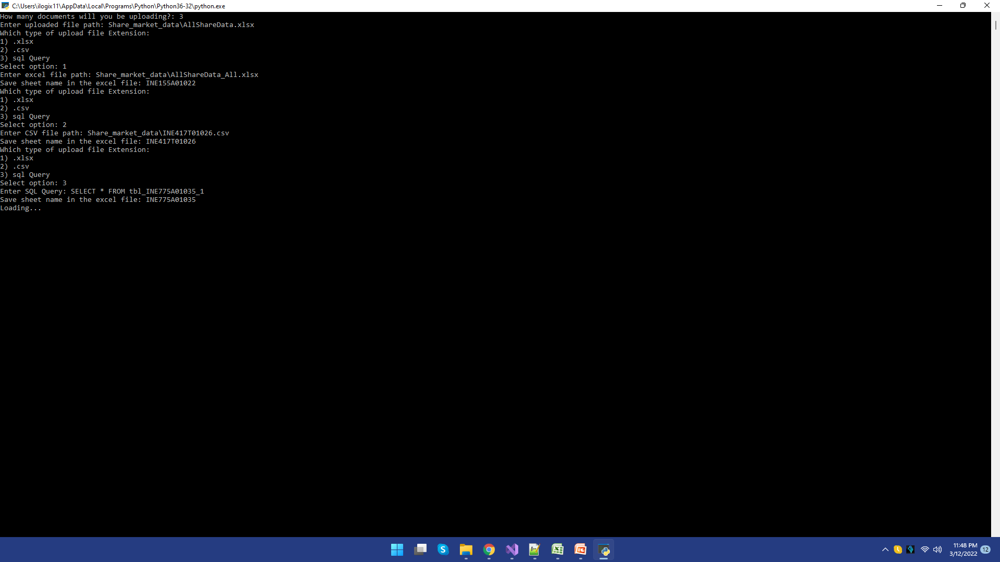 C:\Users\ilogix11\AppData\Local\Programs\Python\Python36-32\python.exe
How many documents will you be uploading?: 3
Enter uploaded file path: Share_market_data\AllShareData.xlsx
Which type of upload file Extension:
1) .xlsx
2) .csv
3) sql Query
Select option: 1
Enter excel file path: Share_market_data\AllShareData_All.xlsx
Save sheet name in the excel file: INE155A01022
Which type of upload file Extension:
1) .xlsx
2) .csv
3) sql Query
Select option: 2
Enter CSV file path: Share_market_data\INE417T01026.csv
Save sheet name in the excel file: INE417T01026
Which type of upload file Extension:
1) .xlsx
2) .csv
3) sql Query
Select option: 3
Enter SQL Query: SELECT * FROM tbl_INE775A01035_1
Save sheet name in the excel file: INE775A01035
Loading...
11:48 PM
3/12/2022
12